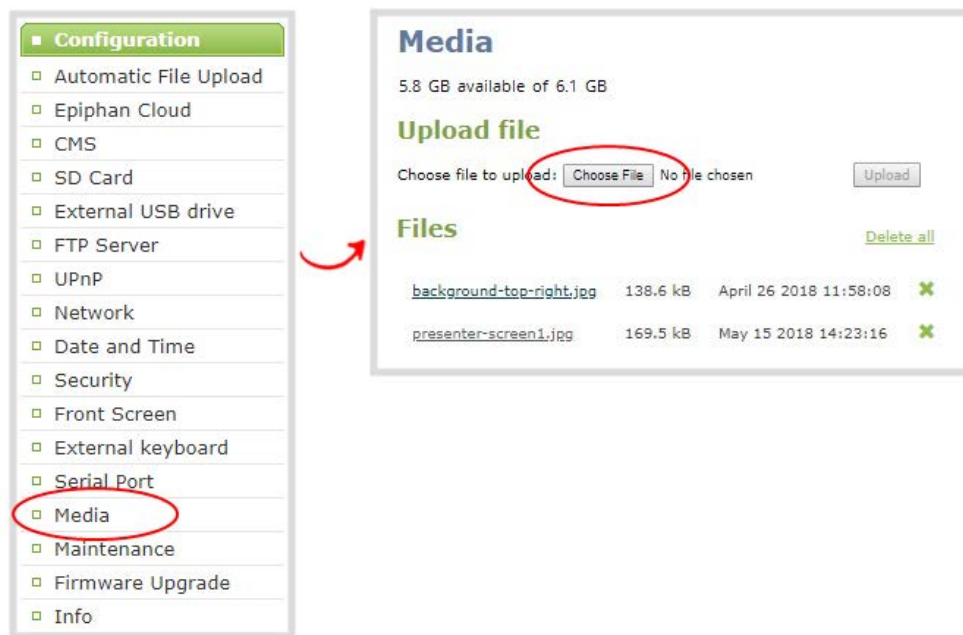 Configuration
Automatic File Upload
Epiphan Cloud
CMS
SD Card
External USB drive
FTP Server
UPnP
Network
Date and Time
Security
Front Screen
External keyboard
Serial Port
Media
Maintenance
Firmware Upgrade
Info
Media
5.8 GB available of 6.1 GB
Upload file
Choose file to upload: Choose File No file chosen Upload
Files
Delete all
background-top-right.jpg 138.6 kB April 26 2018 11:58:08
presenter-screen1.jpg 169.5 kB May 15 2018 14:23:16